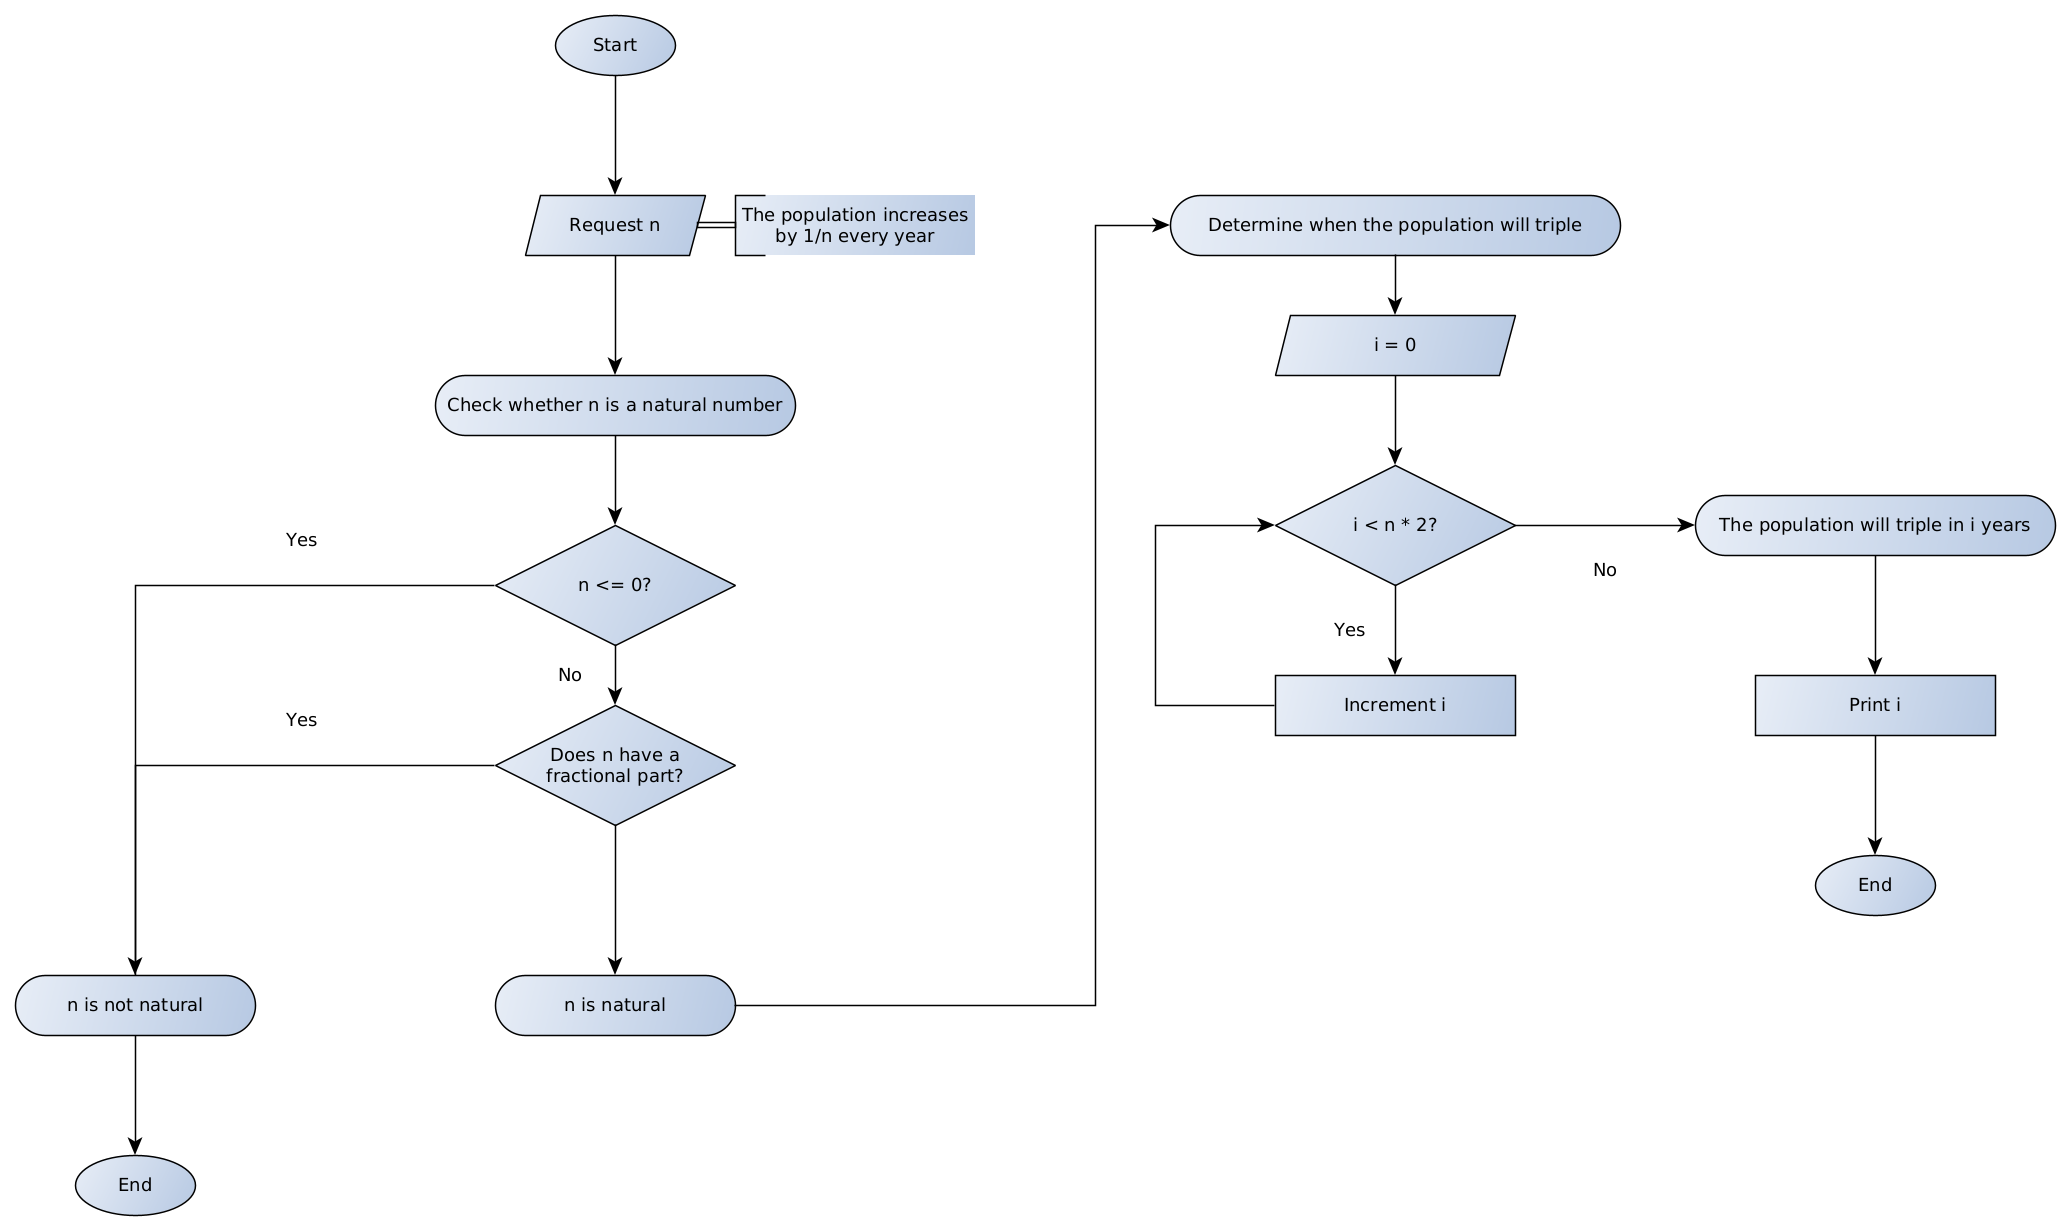 Start
Request n
The population increases
by 1/n every year
Check whether n is a natural number
Yes
n <= 0?
No
Yes
Does n have a
fractional part?
n is not natural
n is natural
End
Determine when the population will triple
i = 0
i < n * 2?
No
Yes
Increment i
The population will triple in i years
Print i
End